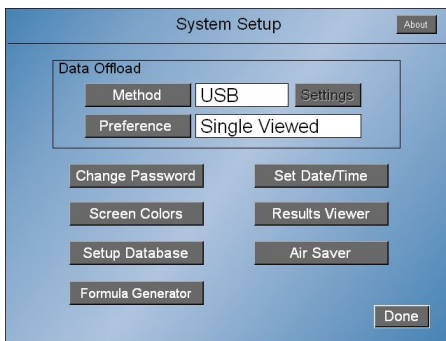 System Setup
About
Data Offload
Method USB Settings
Preference Single Viewed
Change Password Set Date/Time
Screen Colors Results Viewer
Setup Database Air Saver
Formula Generator
Done